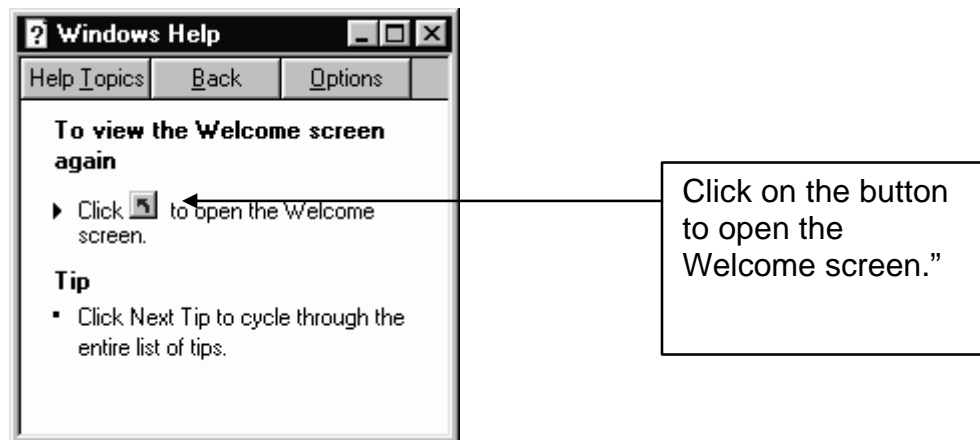 ? Windows Help
Help Topics Back Options
To view the Welcome screen
again
Click to open the Welcome
screen.
Tip
Click Next Tip to cycle through the
entire list of tips.
Click on the button
to open the
Welcome screen.”